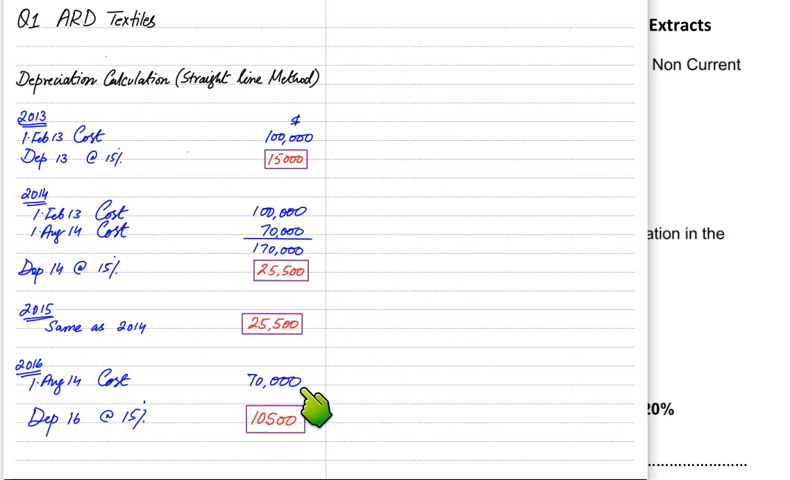 Q1 ARD Textiles
Depreciation Calculation (Straight line Method)
2013
$
1.Feb 13 Cost 100,000
Dep 13 @ 15% 15000
2014
1.Feb 13 Cost 100,000
1.Aug 14 Cost 70,000
170,000
Dep 14 @ 15% 25,500
2015
Same as 2014 25,500
2016
1.Aug 14 Cost 70,000
Dep 16 @ 15% 10500
Extracts
Non Current
ation in the
20%
........................